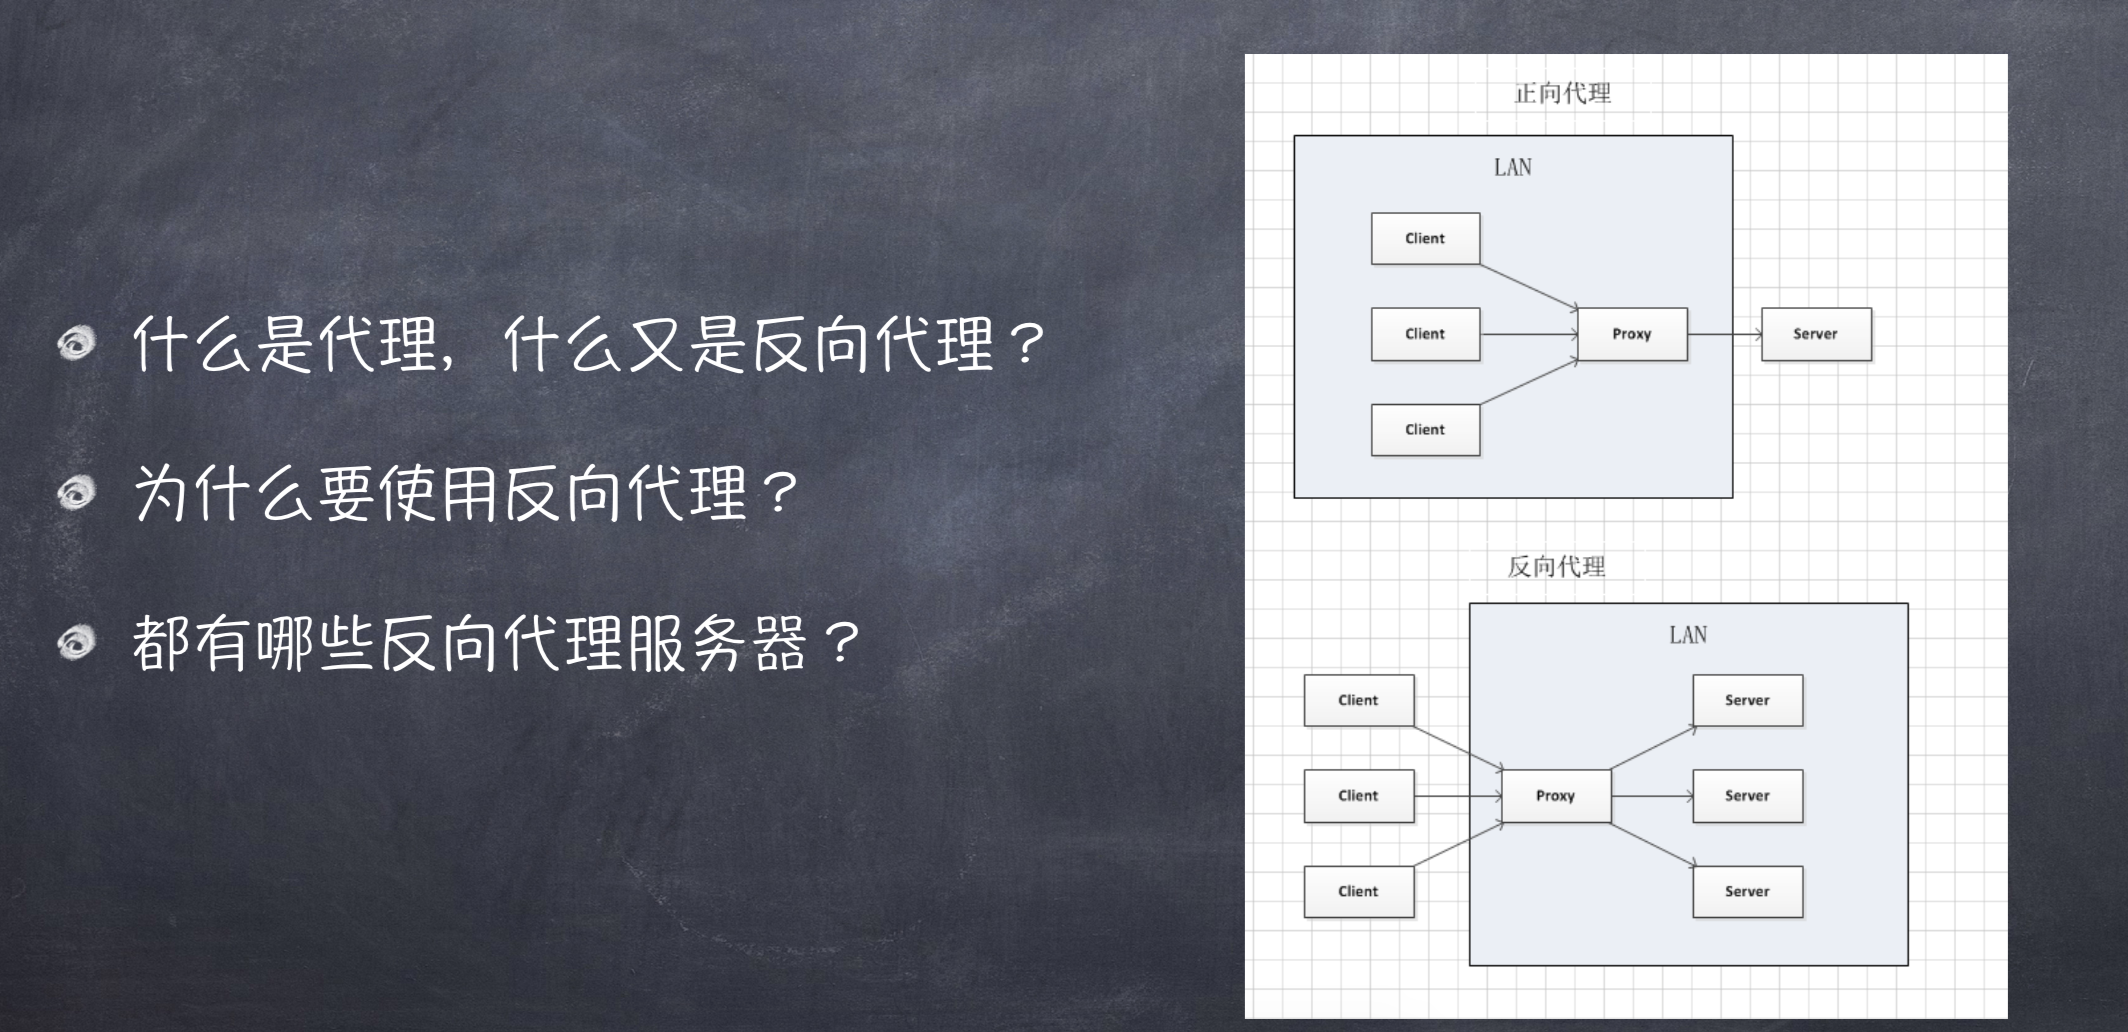 什么是代理，什么又是反向代理？
为什么要使用反向代理？
都有哪些反向代理服务器？
正向代理
LAN
Client
Client
Proxy
Server
Client
反向代理
LAN
Client
Server
Client
Proxy
Server
Client
Server